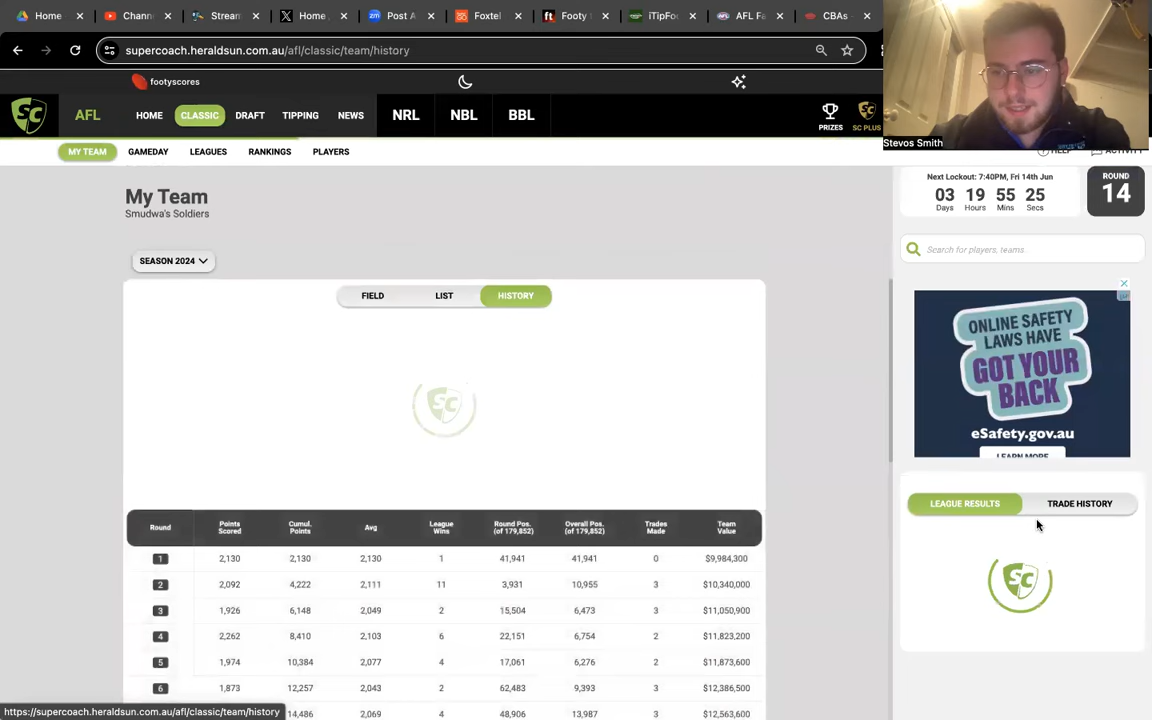 Home
Chann
Stream
Home
Post A
Foxtel
Footy
iTipFoo
AFL Fa
CBAs
supercoach.heraldsun.com.au/afl/classic/team/history
footyscores
SC
AFL
HOME
CLASSIC
DRAFT
TIPPING
NEWS
NRL
NBL
BBL
PRIZES
SC PLUS
Stevos Smith
MY TEAM
GAMEDAY
LEAGUES
RANKINGS
PLAYERS
HELP
ACTIVITY
My Team
Smudwa's Soldiers
Next Lockout: 7:40PM, Fri 14th Jun
03 19 55 25
Days Hours Mins Secs
ROUND
14
Search for players, teams..
SEASON 2024
FIELD
LIST
HISTORY
SC
ONLINE SAFETY
LAWS HAVE
GOT YOUR
BACK
eSafety.gov.au
LEARN MORE
LEAGUE RESULTS
TRADE HISTORY
SC
Round Points Scored Cumul. Points Avg League Wins Round Pos. (of 179,852) Overall Pos. (of 179,852) Trades Made Team Value
1 2,130 2,130 2,130 1 41,941 41,941 0 $9,984,300
2 2,092 4,222 2,111 11 3,931 10,955 3 $10,340,000
3 1,926 6,148 2,049 2 15,504 6,473 3 $11,050,900
4 2,262 8,410 2,103 6 22,151 6,754 2 $11,823,200
5 1,974 10,384 2,077 4 17,061 6,276 2 $11,873,600
6 1,873 12,257 2,043 2 62,483 9,393 3 $12,386,500
14,486 2,069 4 48,906 13,987 3 $12,563,600
https://supercoach.heraldsun.com.au/afl/classic/team/history